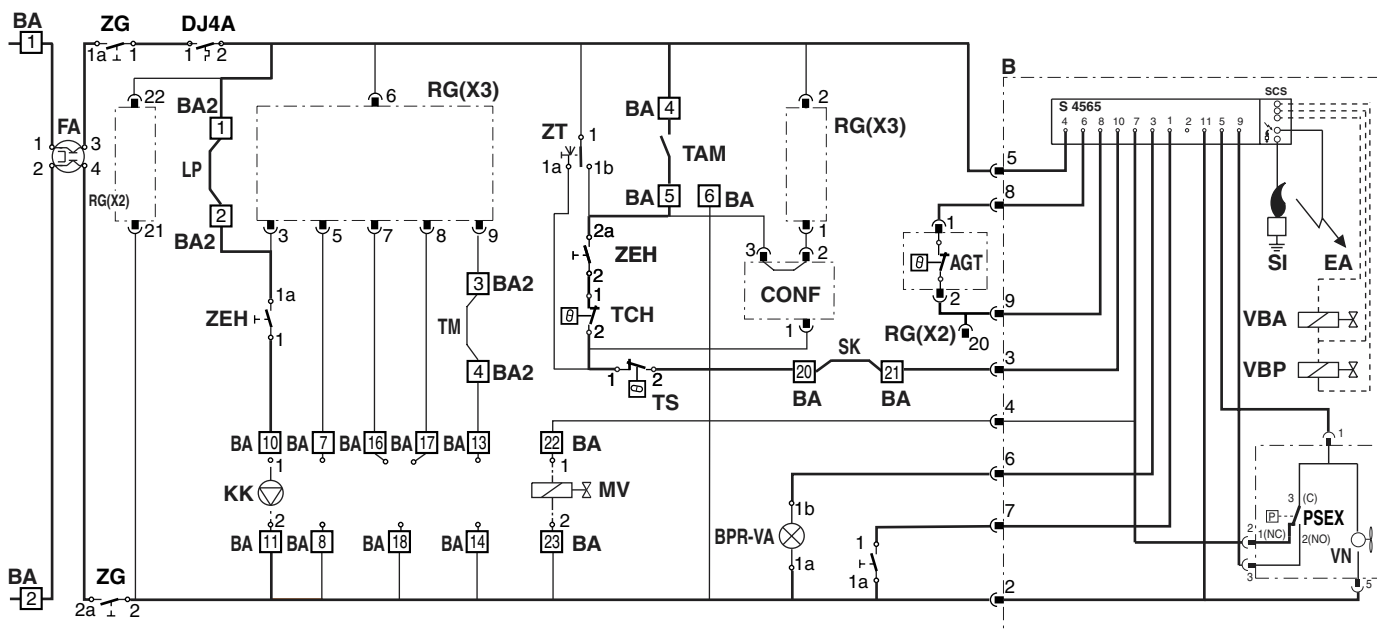 BA
1
ZG
1a 1
DJ4A
1 2
FA
1
2
3
4
22
RG(X2)
21
BA2
1
LP
2
BA2
6
RG(X3)
3
5
7
8
9
1a
ZEH
1
3 BA2
TM
4 BA2
ZT
1
1a
1b
BA 4
TAM
BA 5
6 BA
2a
ZEH
2
1
θ TCH
2
2
RG(X3)
1
3
2
CONF
1
1 2
θ TS
SK
20
BA
21
BA
1
θ AGT
2
RG(X2)
20
B
S 4565
4 6 8 10 7 3 1 2 11 5 9
SCS
5
8
9
3
4
6
7
2
SI
EA
VBA
VBP
BA 10
BA 7
BA 16
17 BA
BA 13
22 BA
1
KK
2
1
MV
2
BA 11
BA 8
BA 18
BA 14
23 BA
1b
BPR-VA
1a
1
1a
1
3 (C)
P PSEX
2
1(NC)
2(NO)
3
VN
5
BA
2
ZG
2a 2